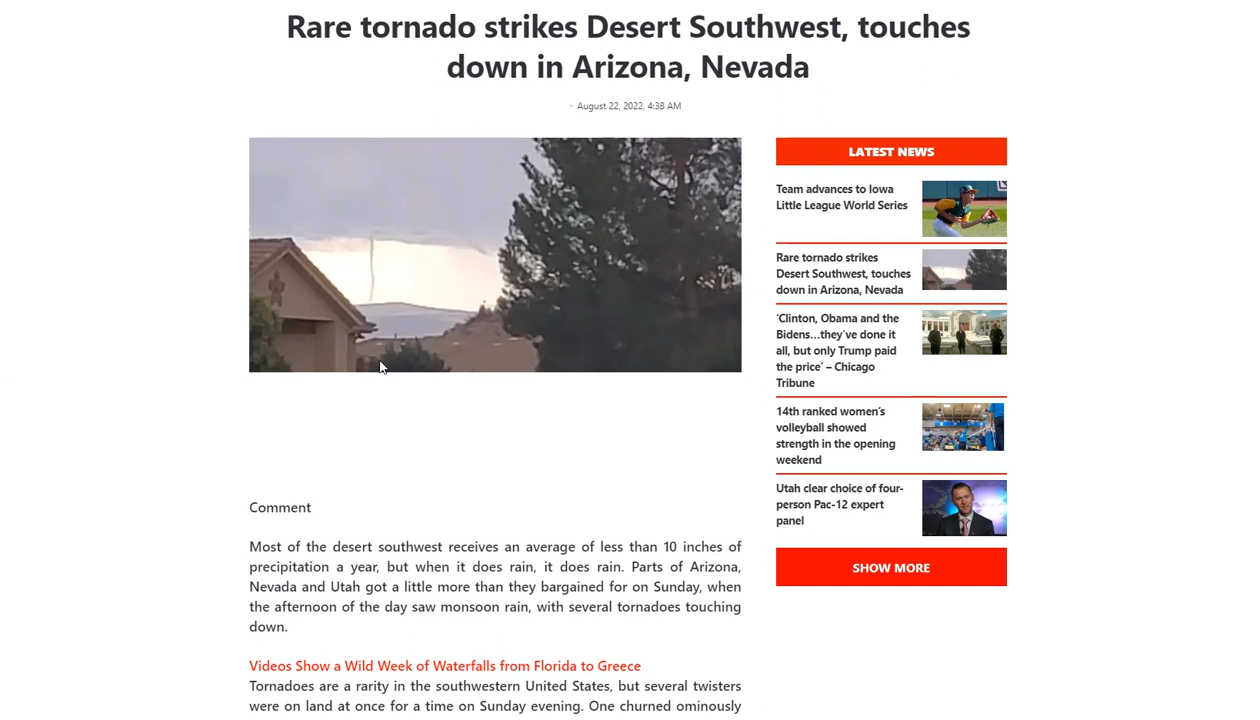 Rare tornado strikes Desert Southwest, touches
down in Arizona, Nevada
August 22, 2022, 4:38 AM
LATEST NEWS
Team advances to Iowa
Little League World Series
Rare tornado strikes
Desert Southwest, touches
down in Arizona, Nevada
‘Clinton, Obama and the
Bidens…they’ve done it
all, but only Trump paid
the price’ – Chicago
Tribune
14th ranked women’s
volleyball showed
strength in the opening
weekend
Utah clear choice of four-
person Pac-12 expert
panel
SHOW MORE
Comment
Most of the desert southwest receives an average of less than 10 inches of
precipitation a year, but when it does rain, it does rain. Parts of Arizona,
Nevada and Utah got a little more than they bargained for on Sunday, when
the afternoon of the day saw monsoon rain, with several tornadoes touching
down.
Videos Show a Wild Week of Waterfalls from Florida to Greece
Tornadoes are a rarity in the southwestern United States, but several twisters
were on land at once for a time on Sunday evening. One churned ominously